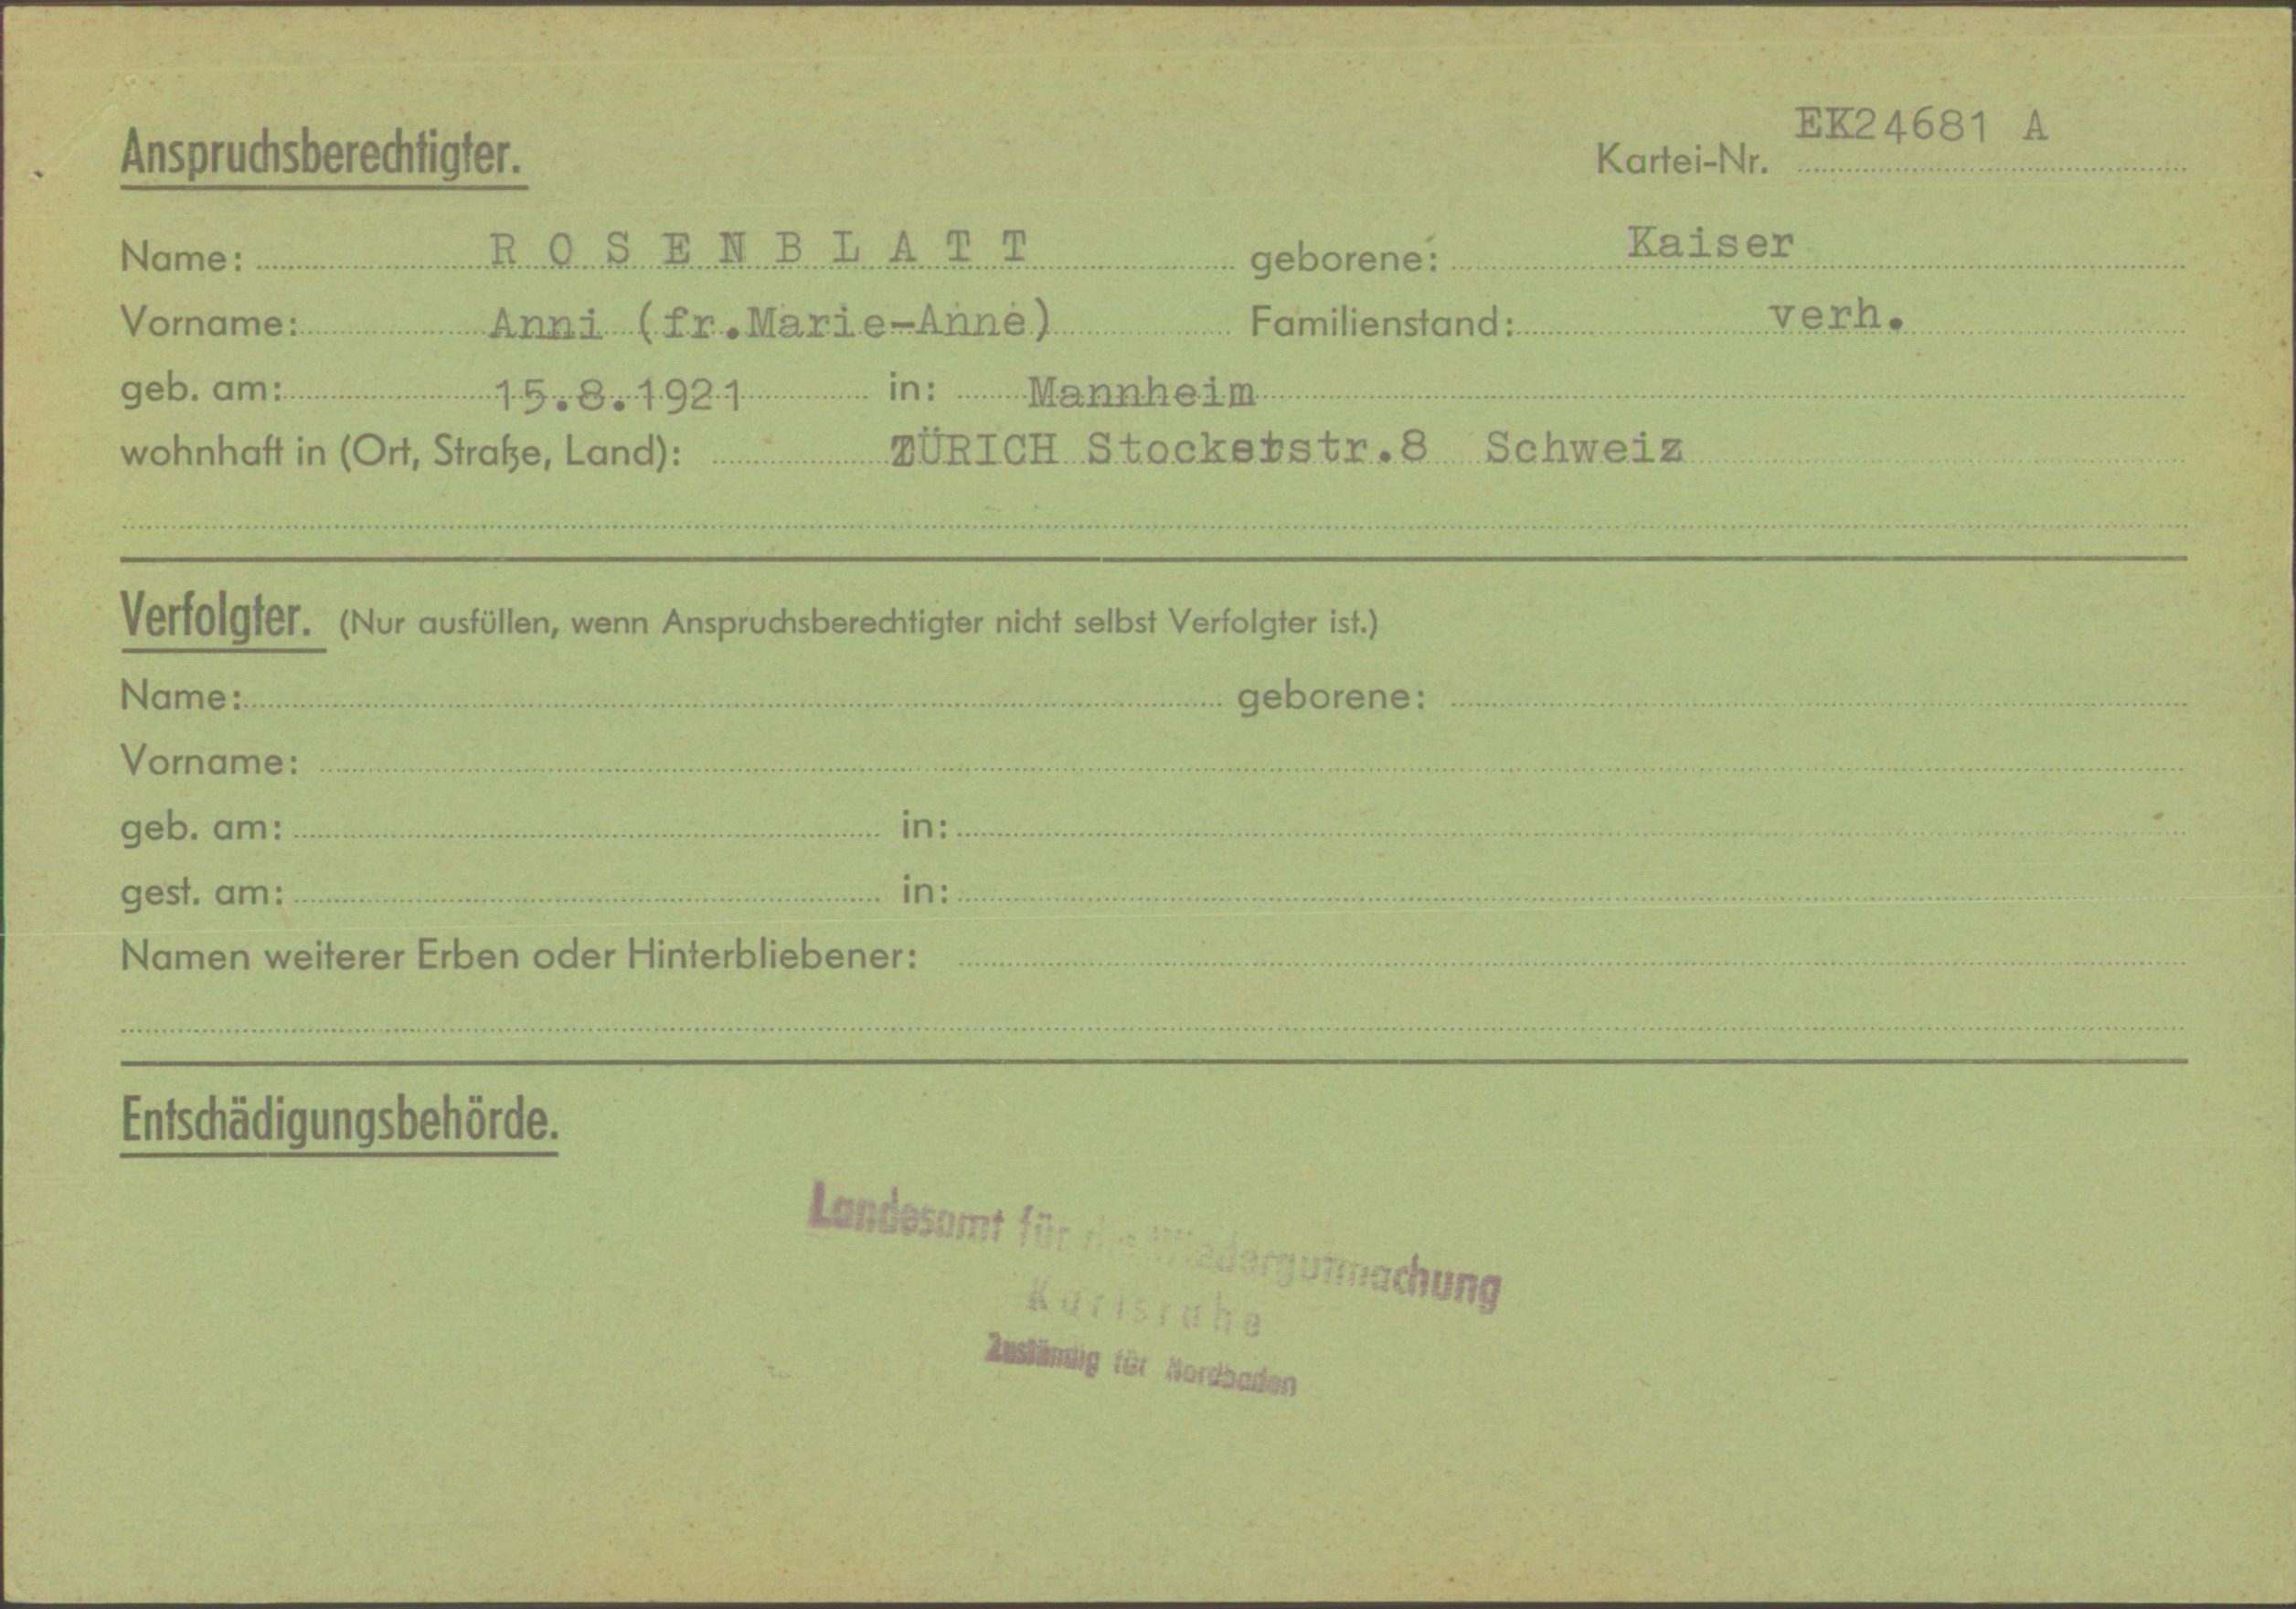 Anspruchsberechtigter.
Kartei-Nr. EK24681 A
Name: ROSENBLATT geborene: Kaiser
Vorname: Anni (fr.Marie-Anne) Familienstand: verh.
geb. am: 15.8.1921 in: Mannheim
wohnhaft in (Ort, Straße, Land): ZÜRICH Stockerstr.8 Schweiz
Verfolgter. (Nur ausfüllen, wenn Anspruchsberechtigter nicht selbst Verfolgter ist.)
Name: geborene:
Vorname:
geb. am: in:
gest. am: in:
Namen weiterer Erben oder Hinterbliebener:
Entschädigungsbehörde.
Landesamt für die Wiedergutmachung
Karlsruhe
Zuständig für Nordbaden